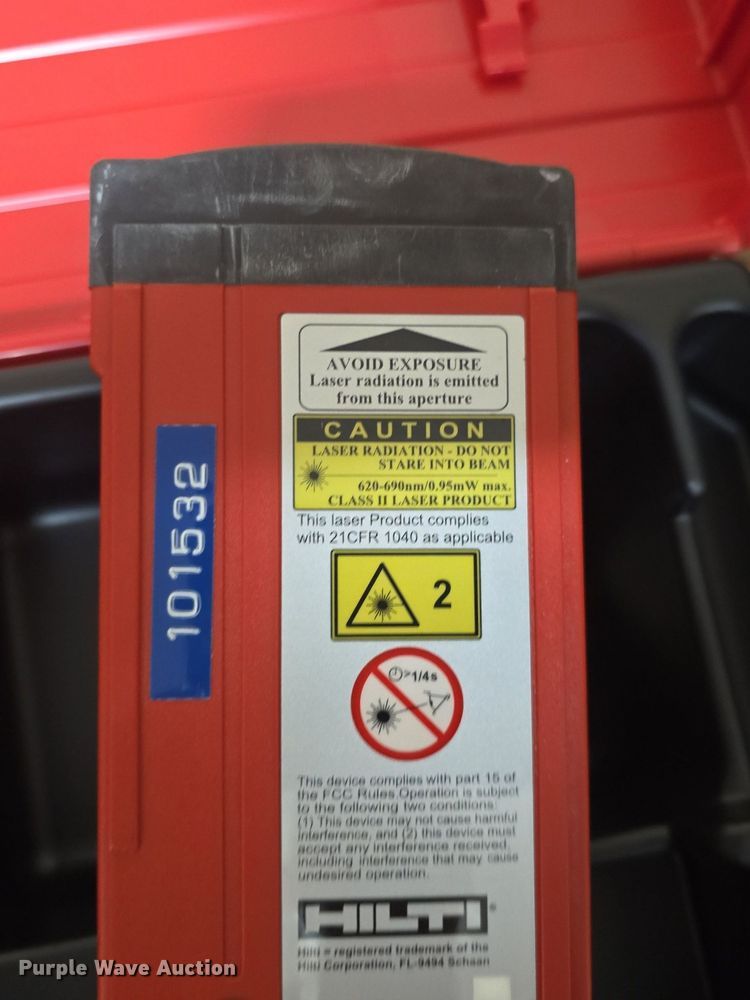 AVOID EXPOSURE
Laser radiation is emitted
from this aperture
CAUTION
LASER RADIATION - DO NOT
STARE INTO BEAM
620-690nm/0.95mW max.
CLASS II LASER PRODUCT
This laser Product complies
with 21CFR 1040 as applicable
2
>1/4s
101532
This device complies with part 15 of
the FCC Rules.Operation is subject
to the following two conditions:
(1) This device may not cause harmful
interference, and (2) this device must
accept any interference received,
including interference that may cause
undesired operation.
HILTI®
Hilti = registered trademark of the
Hilti Corporation, FL-9494 Schaan
Purple Wave Auction